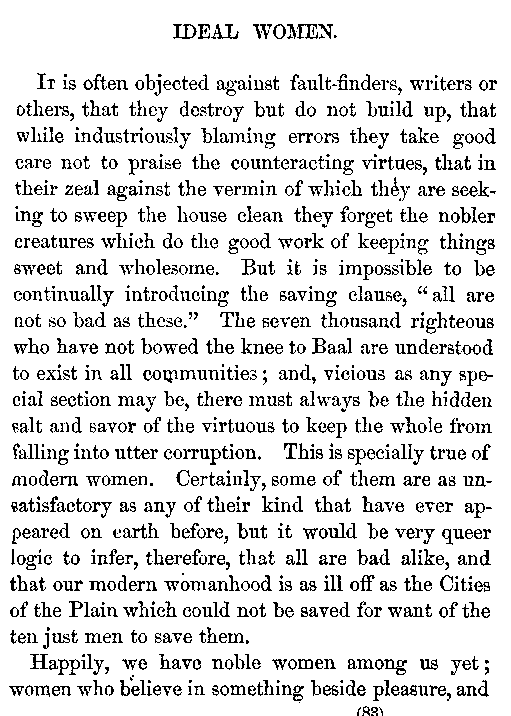 IDEAL WOMEN.
It is often objected against fault-finders, writers or
others, that they destroy but do not build up, that
while industriously blaming errors they take good
care not to praise the counteracting virtues, that in
their zeal against the vermin of which they are seek-
ing to sweep the house clean they forget the nobler
creatures which do the good work of keeping things
sweet and wholesome. But it is impossible to be
continually introducing the saving clause, “all are
not so bad as these.” The seven thousand righteous
who have not bowed the knee to Baal are understood
to exist in all communities; and, vicious as any spe-
cial section may be, there must always be the hidden
salt and savor of the virtuous to keep the whole from
falling into utter corruption. This is specially true of
modern women. Certainly, some of them are as un-
satisfactory as any of their kind that have ever ap-
peared on earth before, but it would be very queer
logic to infer, therefore, that all are bad alike, and
that our modern womanhood is as ill off as the Cities
of the Plain which could not be saved for want of the
ten just men to save them.
Happily, we have noble women among us yet;
women who believe in something beside pleasure, and
(83)